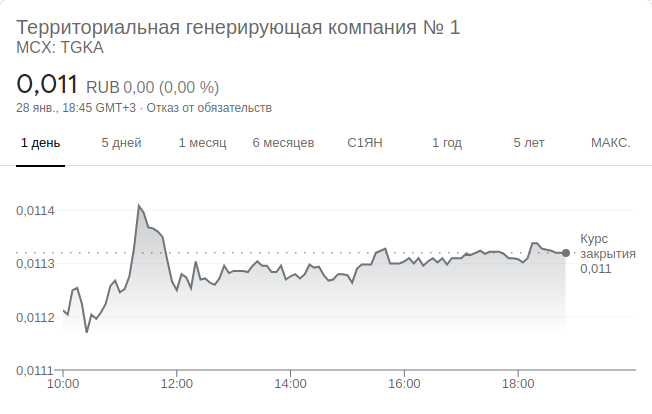 Территориальная генерирующая компания № 1
MCX: TGKA
0,011 RUB 0,00 (0,00 %)
28 янв., 18:45 GMT+3 · Отказ от обязательств
1 день 5 дней 1 месяц 6 месяцев С1ЯН 1 год 5 лет МАКС.
0,0114
Курс
закрытия
0,011
0,0113
0,0112
0,0111
10:00 12:00 14:00 16:00 18:00